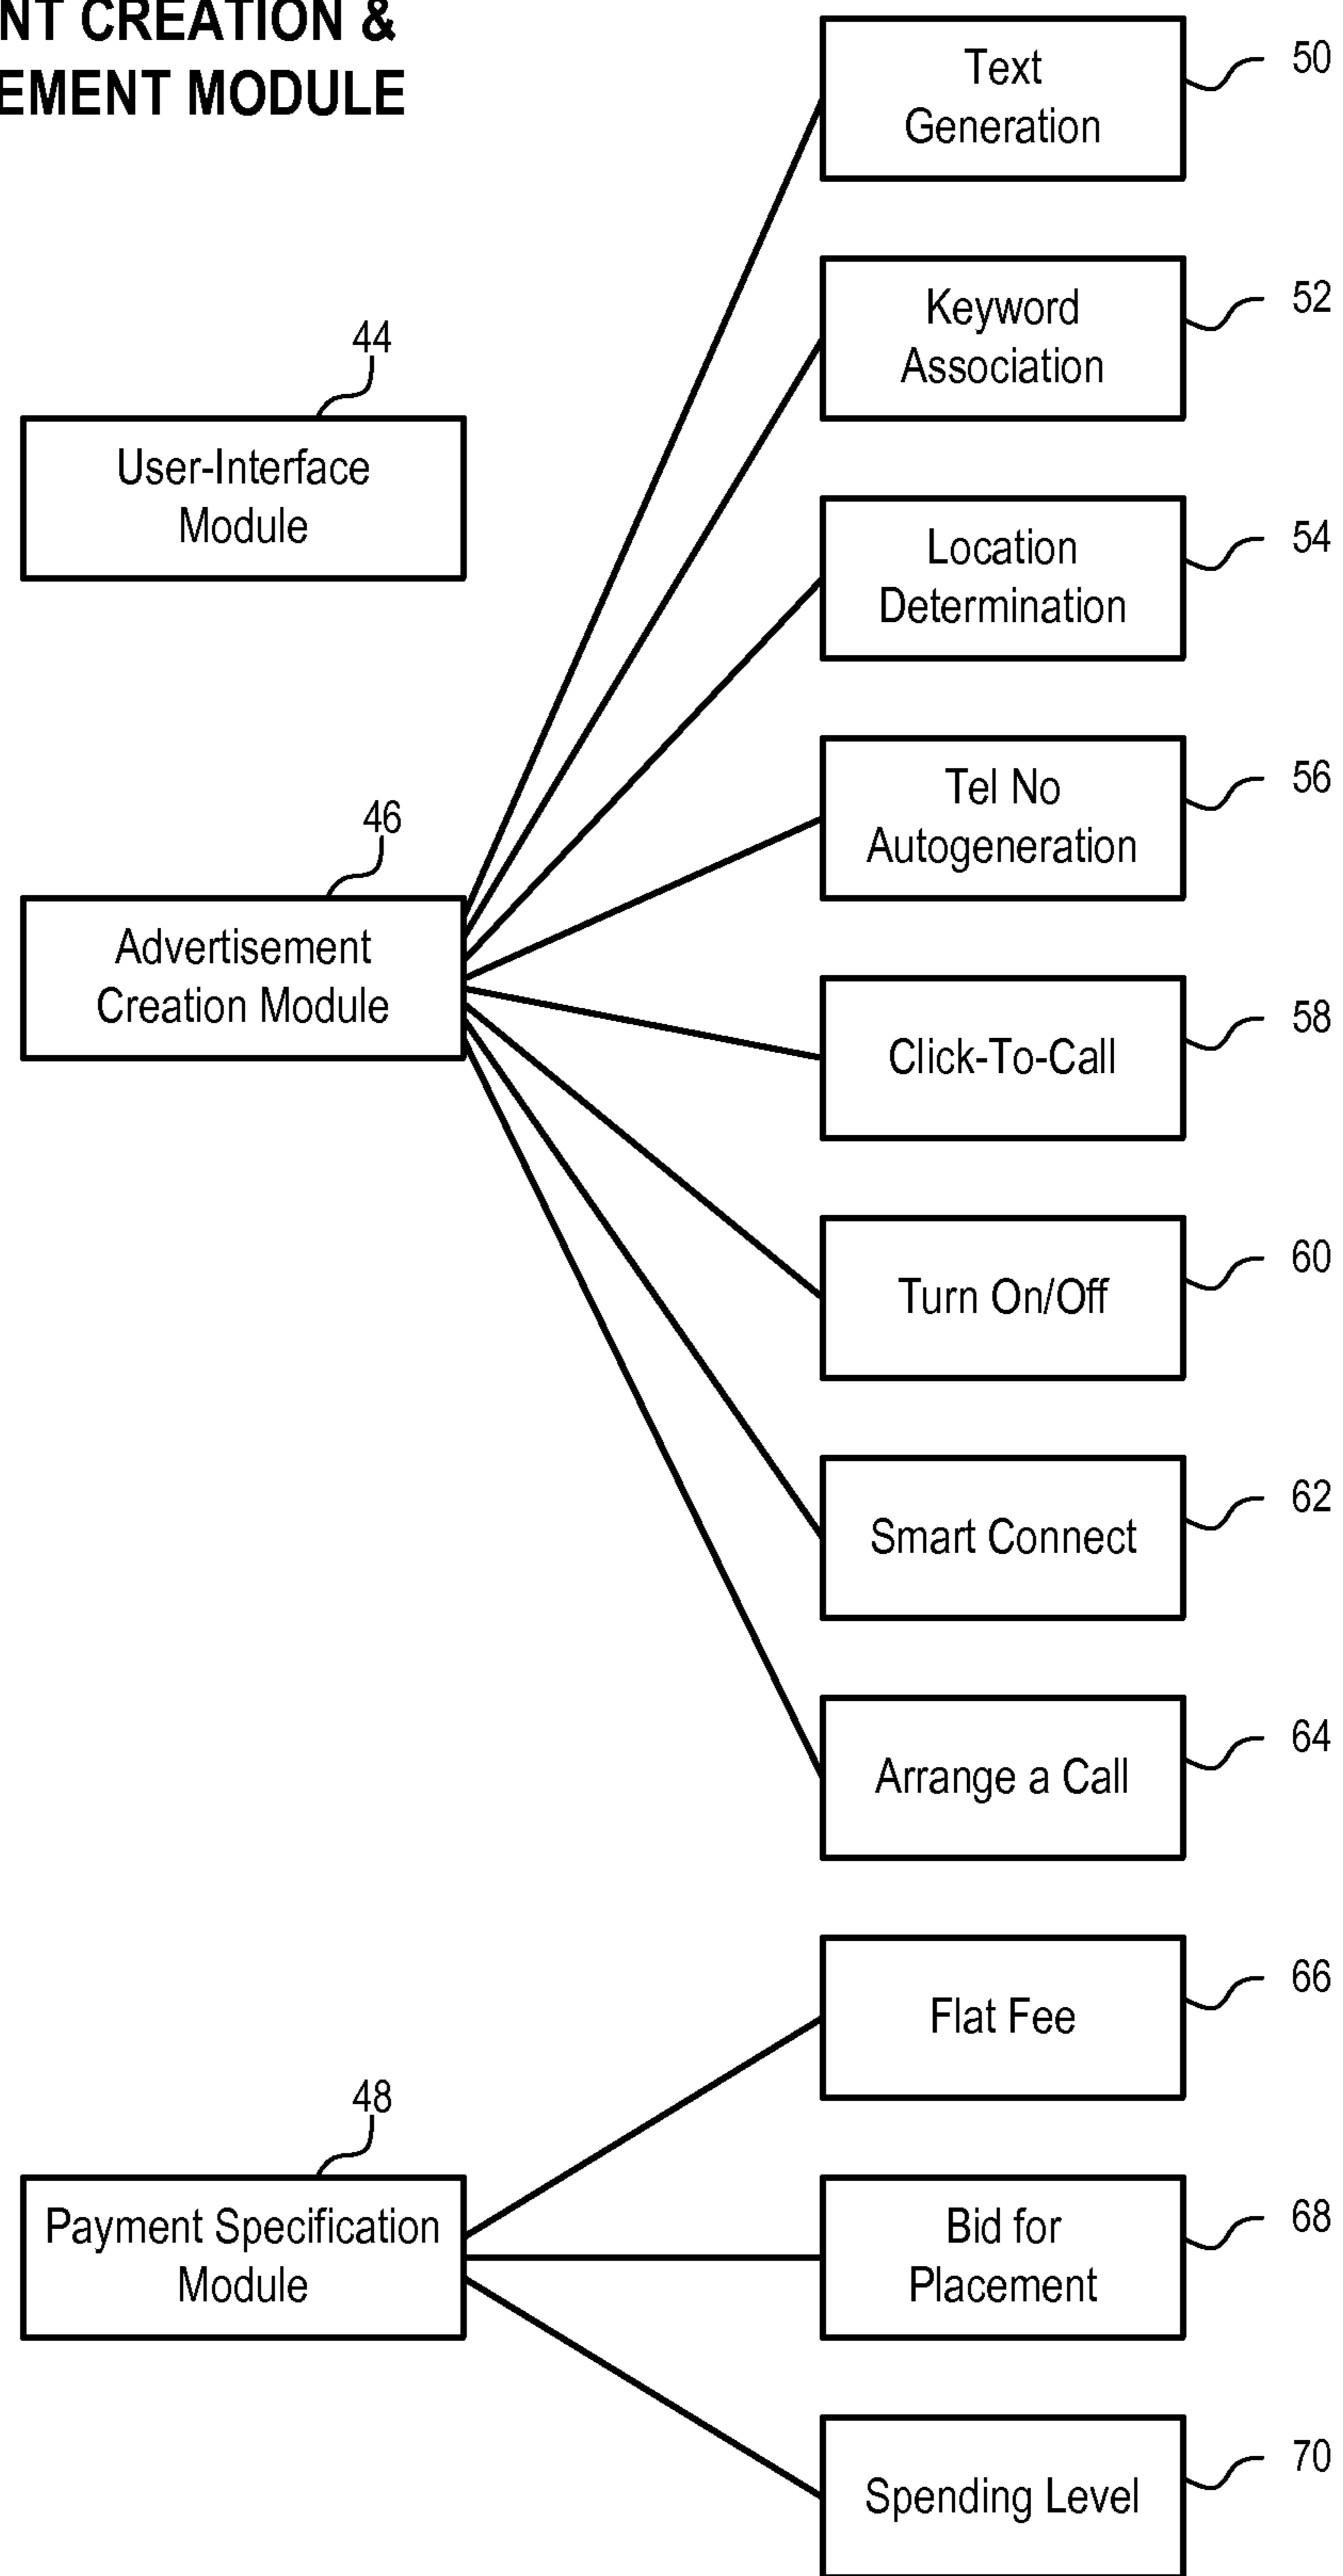 NT CREATION &
EMENT MODULE
Text
Generation
50
Keyword
Association
52
44
User-Interface
Module
Location
Determination
54
Tel No
Autogeneration
56
46
Advertisement
Creation Module
Click-To-Call
58
Turn On/Off
60
Smart Connect
62
Arrange a Call
64
Flat Fee
66
48
Payment Specification
Module
Bid for
Placement
68
Spending Level
70